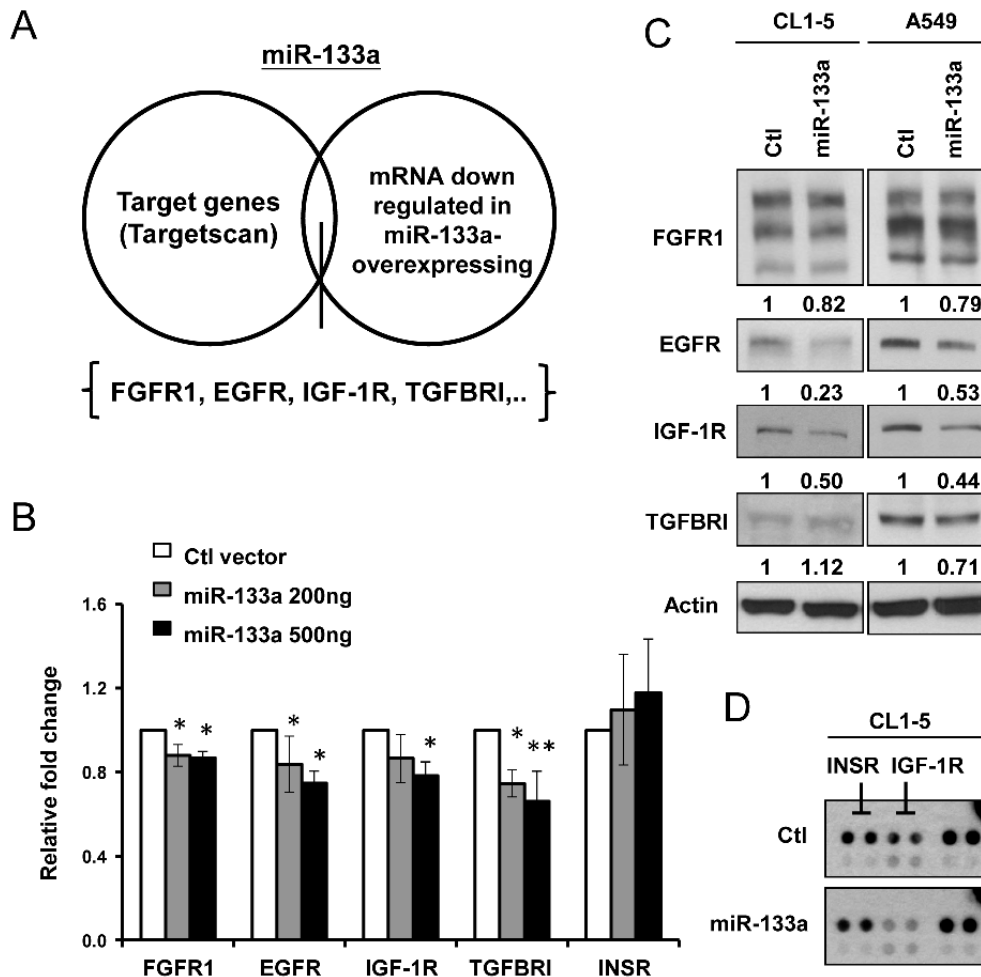 A
miR-133a
Target genes
(Targetscan)
mRNA down
regulated in
miR-133a-
overexpressing
{ FGFR1, EGFR, IGF-1R, TGFBRI,.. }
B
Ctl vector
miR-133a 200ng
miR-133a 500ng
Relative fold change
1.6
1.2
0.8
0.4
0.0
* * * * * * **
FGFR1 EGFR IGF-1R TGFBRI INSR
C
CL1-5 A549
Ctl miR-133a Ctl miR-133a
FGFR1
1 0.82 1 0.79
EGFR
1 0.23 1 0.53
IGF-1R
1 0.50 1 0.44
TGFBRI
1 1.12 1 0.71
Actin
D
CL1-5
INSR IGF-1R
Ctl
miR-133a